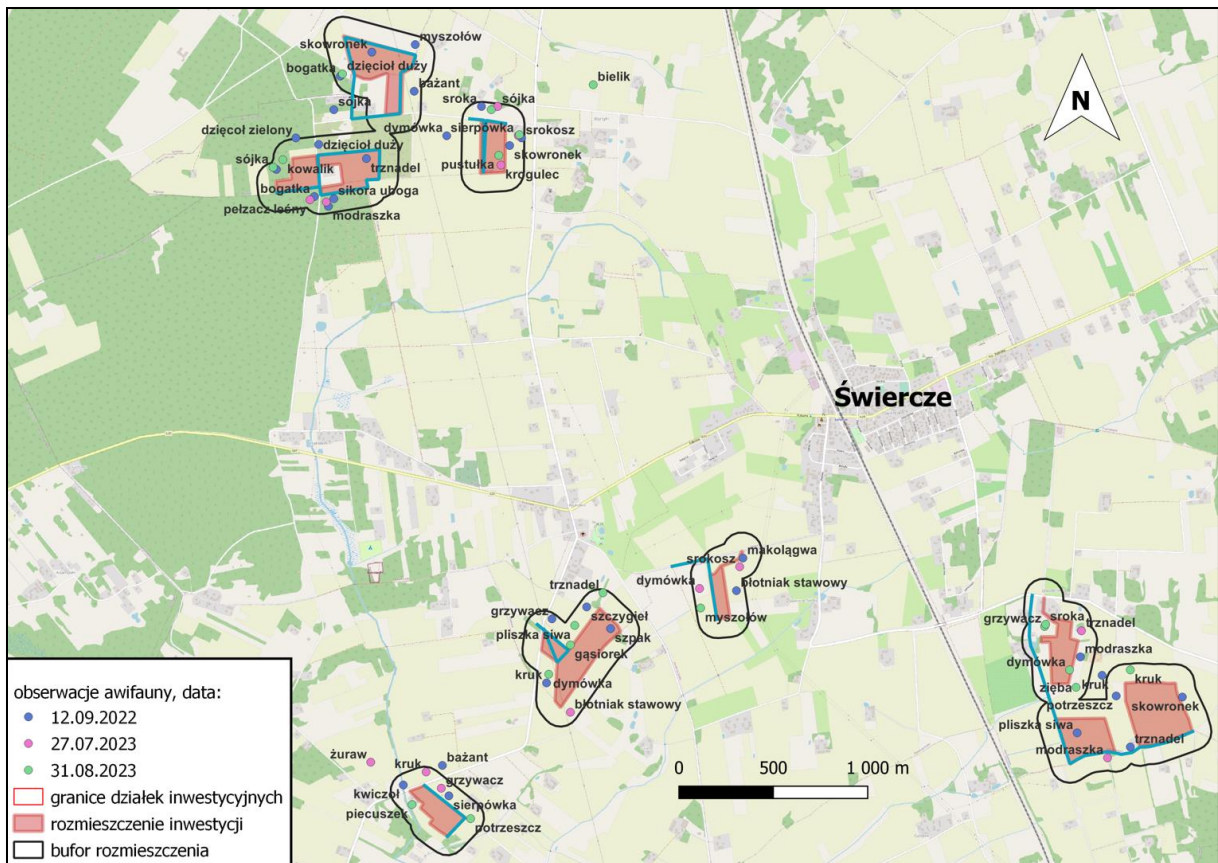 skowronek
myszołów
bogatka
dzięcioł duży
bażant
bielik
sójka
sroka
sójka
N
dzięcoł zielony
dymówka
sierpówka
srokosz
dzięcioł duży
skowronek
sójka
kowalik
trznadel
pustułka
krogulec
bogatka
sikora uboga
pełzacz leśny
modraszka
Świercze
srokosz
makolągwa
dymówka
błotniak stawowy
myszołów
trznadel
grzywacz
szczygieł
pliszka siwa
szpak
gąsiorek
kruk
dymówka
błotniak stawowy
grzywacz
sroka
trznadel
modraszka
dymówka
zięba
kruk
kruk
potrzeszcz
skowronek
pliszka siwa
trznadel
modraszka
żuraw
kruk
bażant
grzywacz
kwiczoł
sierpówka
piecuszek
potrzeszcz
0 500 1 000 m
obserwacje awifauny, data:
12.09.2022
27.07.2023
31.08.2023
granice działek inwestycyjnych
rozmieszczenie inwestycji
bufor rozmieszczenia